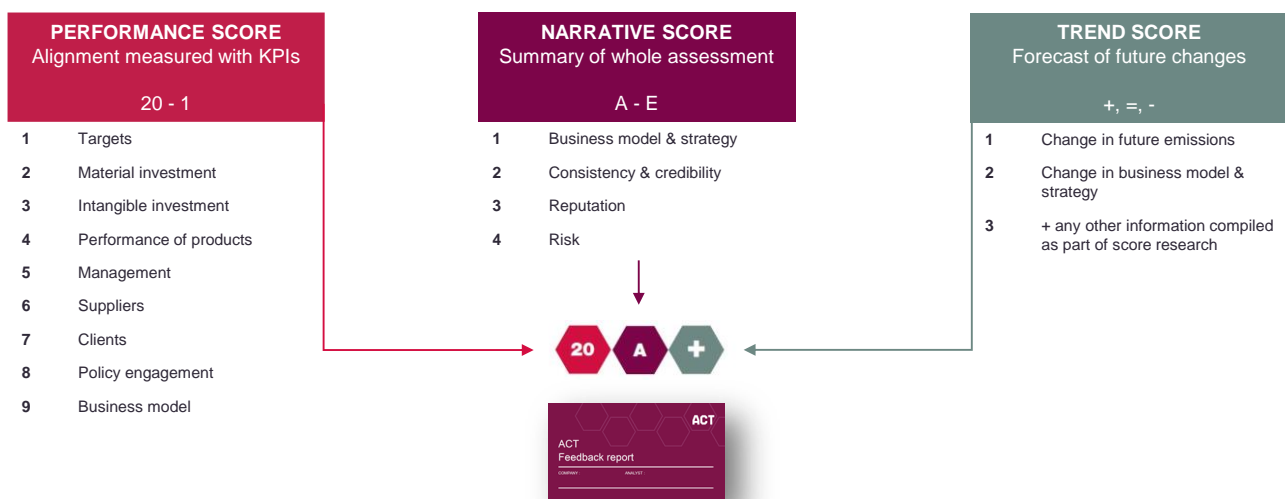 PERFORMANCE SCORE
Alignment measured with KPIs
20 - 1
1 Targets
2 Material investment
3 Intangible investment
4 Performance of products
5 Management
6 Suppliers
7 Clients
8 Policy engagement
9 Business model
NARRATIVE SCORE
Summary of whole assessment
A - E
1 Business model & strategy
2 Consistency & credibility
3 Reputation
4 Risk
TREND SCORE
Forecast of future changes
+, =, -
1 Change in future emissions
2 Change in business model &
strategy
3 + any other information compiled
as part of score research
20 A +
ACT
ACT
Feedback report
COMPANY : ANALYST :